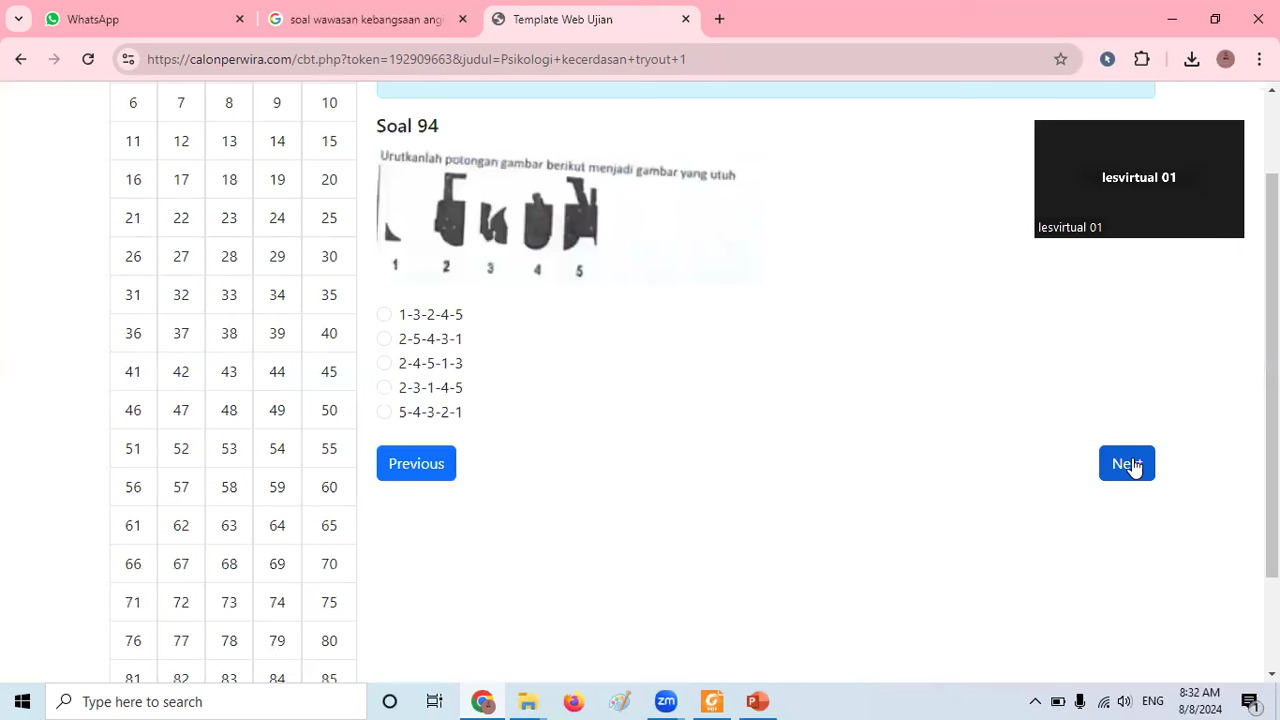 WhatsApp
soal wawasan kebangsaan ang
Template Web Ujian
https://calonperwira.com/cbt.php?token=192909663&judul=Psikologi+kecerdasan+tryout+1
6 7 8 9 10
11 12 13 14 15
16 17 18 19 20
21 22 23 24 25
26 27 28 29 30
31 32 33 34 35
36 37 38 39 40
41 42 43 44 45
46 47 48 49 50
51 52 53 54 55
56 57 58 59 60
61 62 63 64 65
66 67 68 69 70
71 72 73 74 75
76 77 78 79 80
81 82 83 84 85
Soal 94
Urutkanlah potongan gambar berikut menjadi gambar yang utuh
1 2 3 4 5
1-3-2-4-5
2-5-4-3-1
2-4-5-1-3
2-3-1-4-5
5-4-3-2-1
Previous
Next
lesvirtual 01
lesvirtual 01
Type here to search
zm
PDF
ENG
8:32 AM
8/8/2024
1